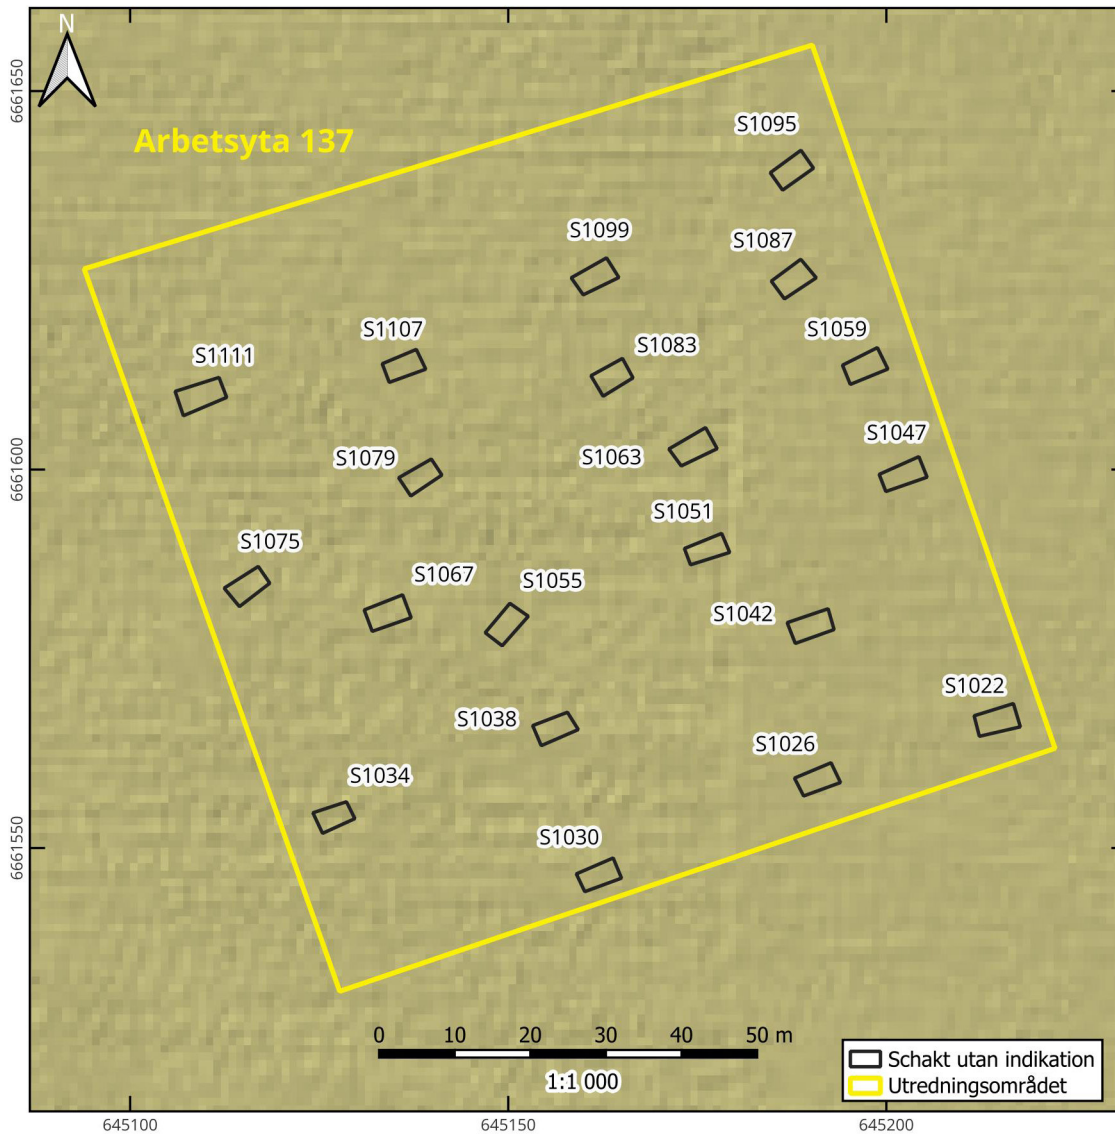 N
6661650
Arbetsyta 137
S1095
S1099
S1087
S1107
S1059
S1083
S1111
S1047
S1063
S1079
6661600
S1051
S1075
S1067
S1055
S1042
S1022
S1038
S1026
S1034
S1030
6661550
0 10 20 30 40 50 m
1:1 000
Schakt utan indikation
Utredningsområdet
645100
645150
645200